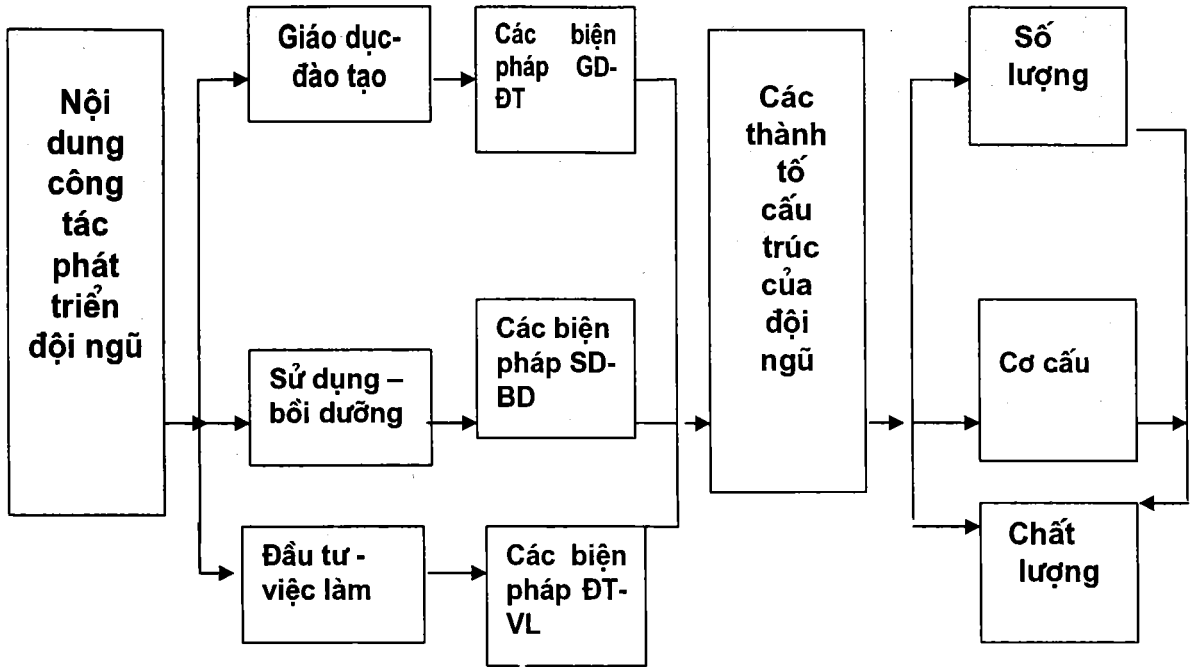 Nội
dung
công
tác
phát
triển
đội ngũ
Giáo dục-
đào tạo
Các biện
pháp GD-
ĐT
Sử dụng –
bồi dưỡng
Các biện
pháp SD-
BD
Đầu tư -
việc làm
Các biện
pháp ĐT-
VL
Các
thành
tố
cấu
trúc
của
đội
ngũ
Số
lượng
Cơ cấu
Chất
lượng